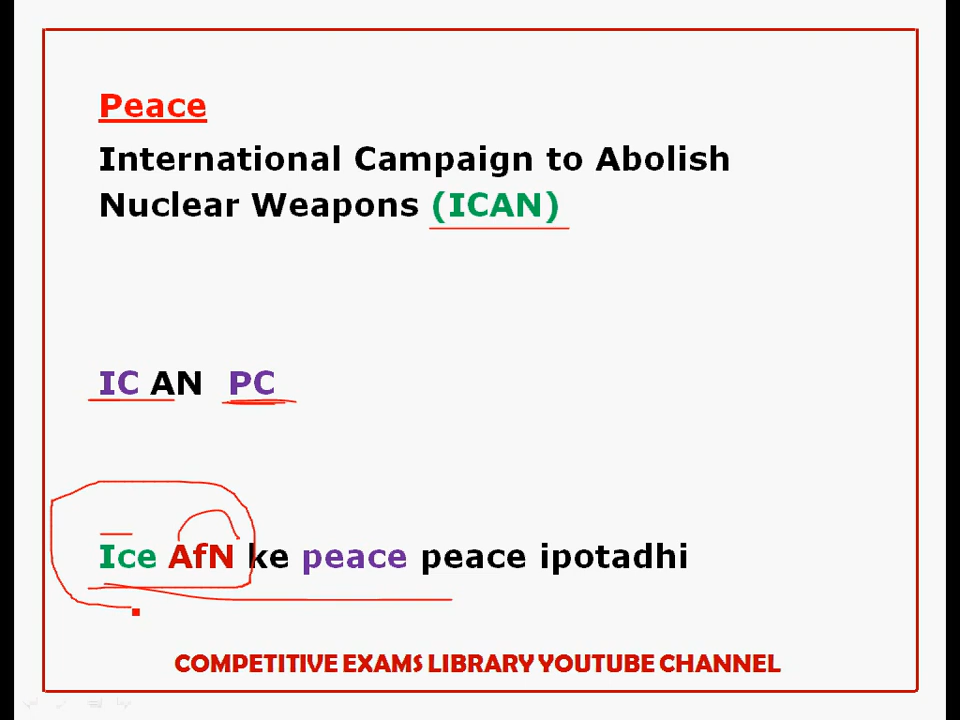 Peace
International Campaign to Abolish
Nuclear Weapons (ICAN)
IC AN PC
Ice AfN ke peace peace ipotadhi
COMPETITIVE EXAMS LIBRARY YOUTUBE CHANNEL